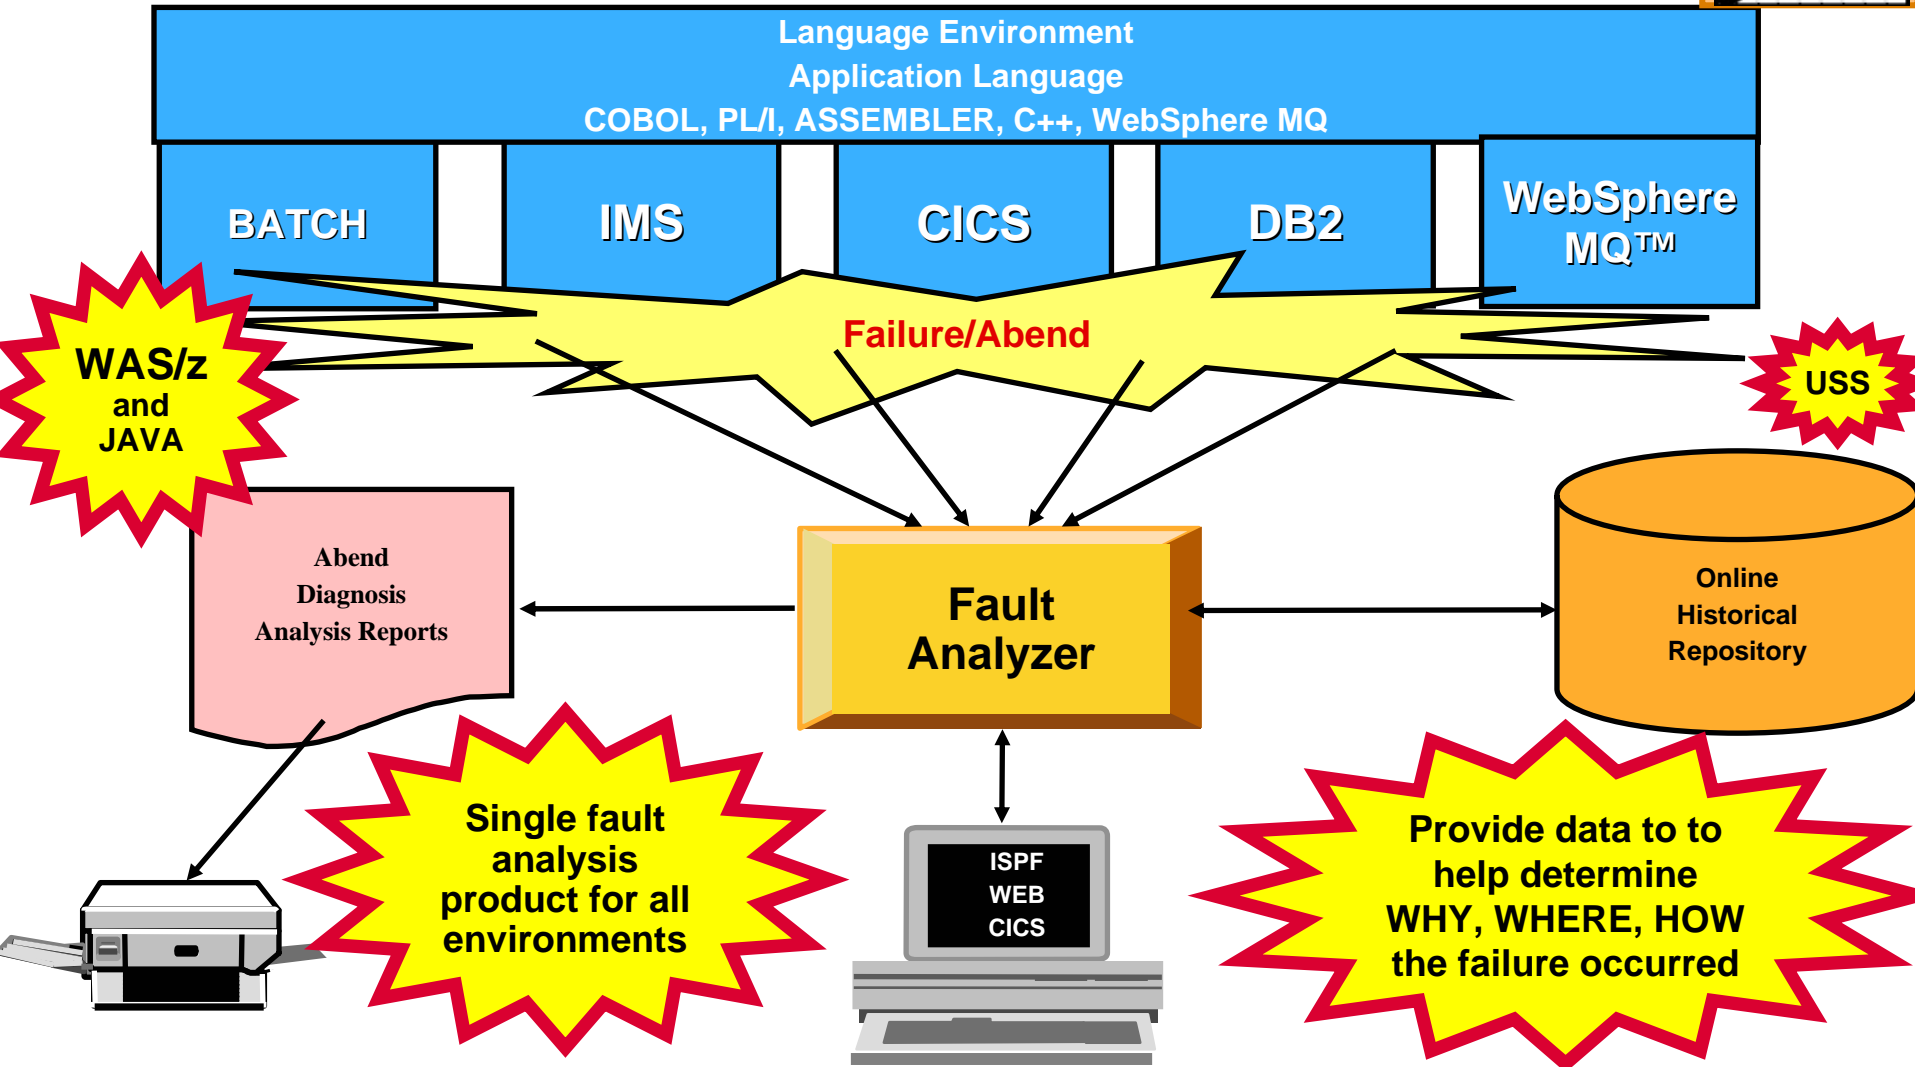 Language Environment
Application Language
COBOL, PL/I, ASSEMBLER, C++, WebSphere MQ
BATCH
IMS
CICS
DB2
WebSphere
MQ™
Failure/Abend
WAS/z
and
JAVA
USS
Abend
Diagnosis
Analysis Reports
Fault
Analyzer
Online
Historical
Repository
Single fault
analysis
product for all
environments
ISPF
WEB
CICS
Provide data to to
help determine
WHY, WHERE, HOW
the failure occurred